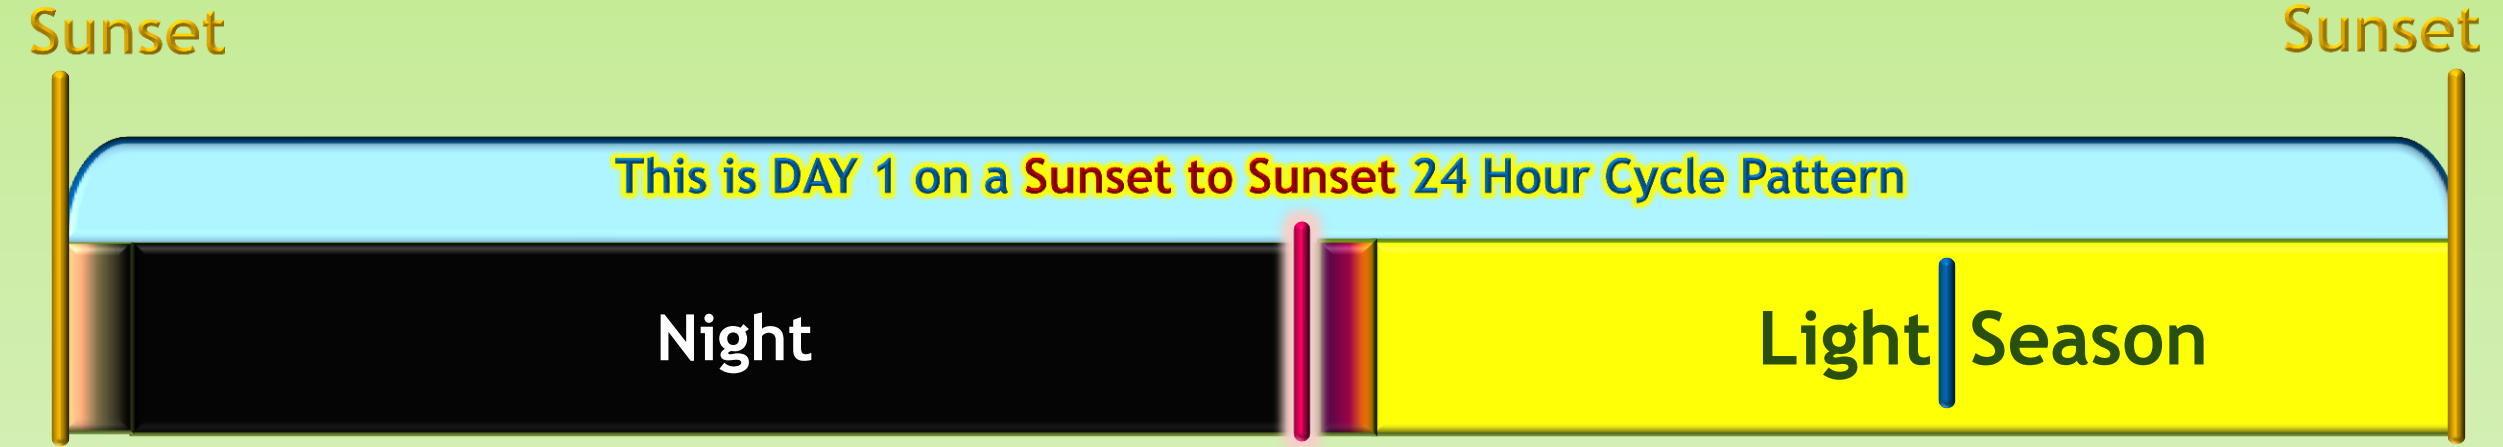 Sunset Sunset
This is DAY 1 on a Sunset to Sunset 24 Hour Cycle Pattern
Night Light Season